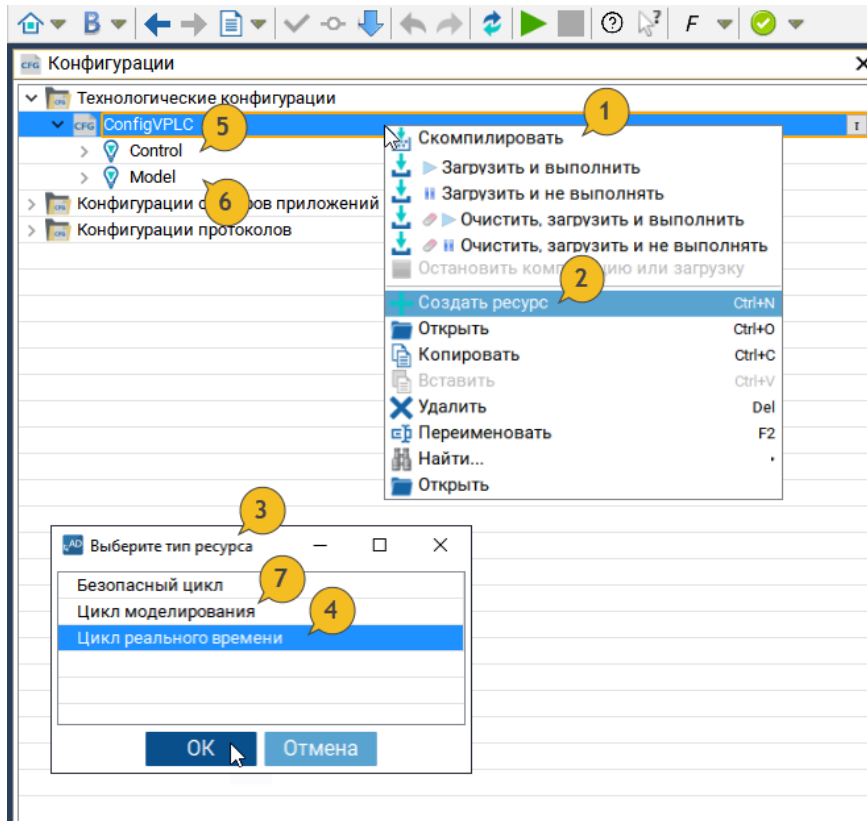 B
F
CFG Конфигурации
Технологические конфигурации
1
CFG ConfigVPLC
5
Скомпилировать
Control
Загрузить и выполнить
Model
Загрузить и не выполнять
6
Конфигурации ров приложений
Очистить, загрузить и выполнить
Конфигурации протоколов
Очистить, загрузить и не выполнять
Остановить или загрузку
2
Создать ресурс Ctrl+N
Открыть Ctrl+O
Копировать Ctrl+C
Вставить Ctrl+V
Удалить Del
Переименовать F2
Найти...
Открыть
3
AD Выберите тип ресурса
Безопасный цикл
7
Цикл моделирования
4
Цикл реального времени
OK Отмена